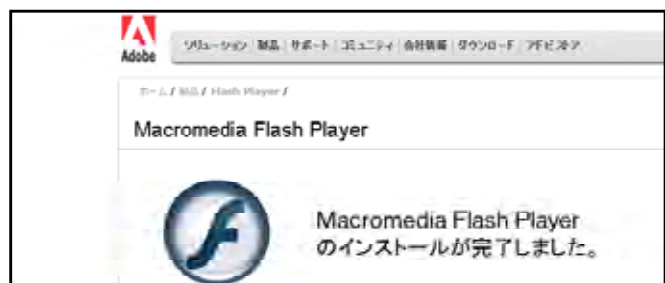 Adobe
ソリューション 製品 サポート コミュニティ 会社情報 ダウンロード アドビストア
ホーム / 製品 / Flash Player /
Macromedia Flash Player
Macromedia Flash Player
のインストールが完了しました。